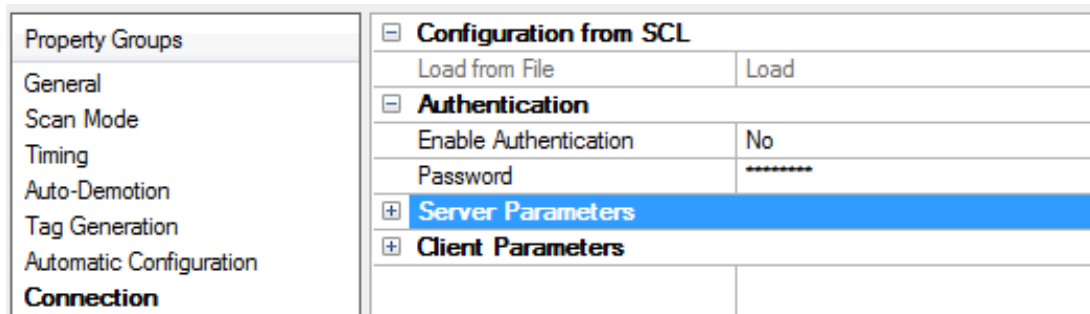 Property Groups
General
Scan Mode
Timing
Auto-Demotion
Tag Generation
Automatic Configuration
Connection
Configuration from SCL
Load from File Load
Authentication
Enable Authentication No
Password ********
Server Parameters
Client Parameters